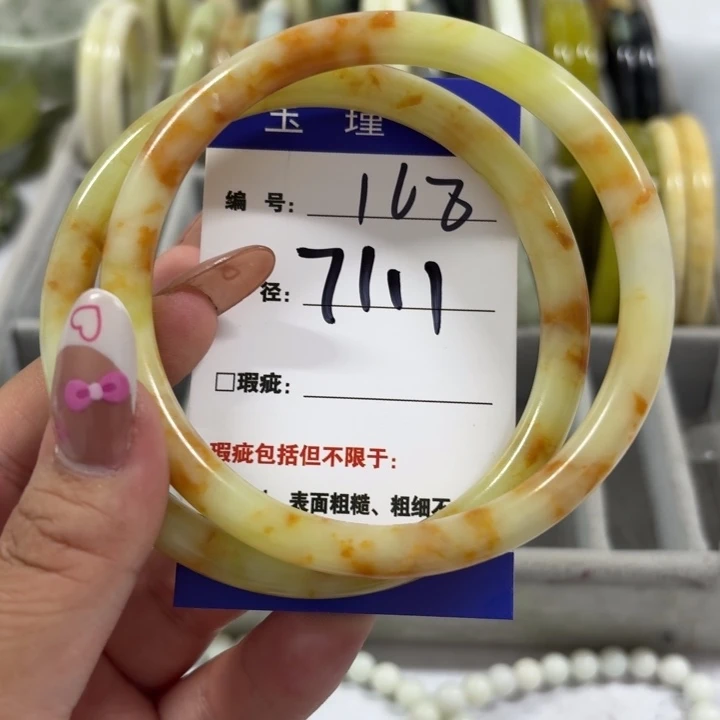 玉 瑾
编 号: 168
径: 7111
□瑕疵:
瑕疵包括但不限于:
表面粗糙、粗细不